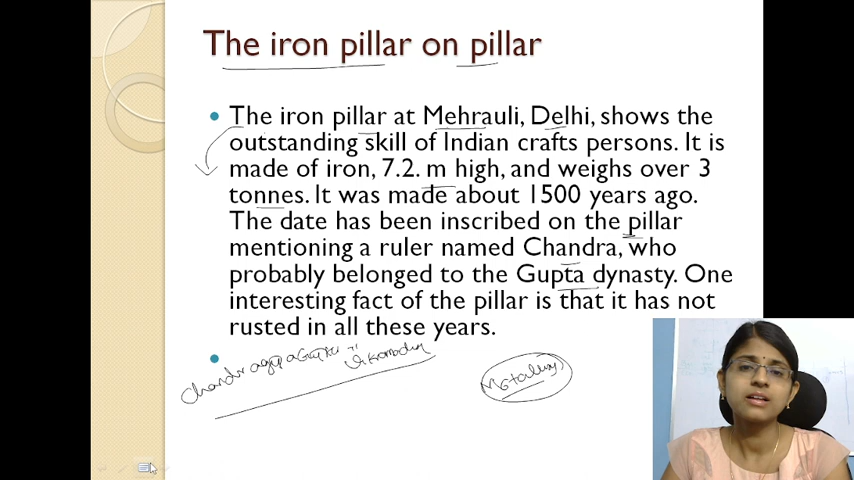 The iron pillar on pillar
The iron pillar at Mehrauli, Delhi, shows the
outstanding skill of Indian crafts persons. It is
made of iron, 7.2. m high, and weighs over 3
tonnes. It was made about 1500 years ago.
The date has been inscribed on the pillar
mentioning a ruler named Chandra, who
probably belonged to the Gupta dynasty. One
interesting fact of the pillar is that it has not
rusted in all these years.